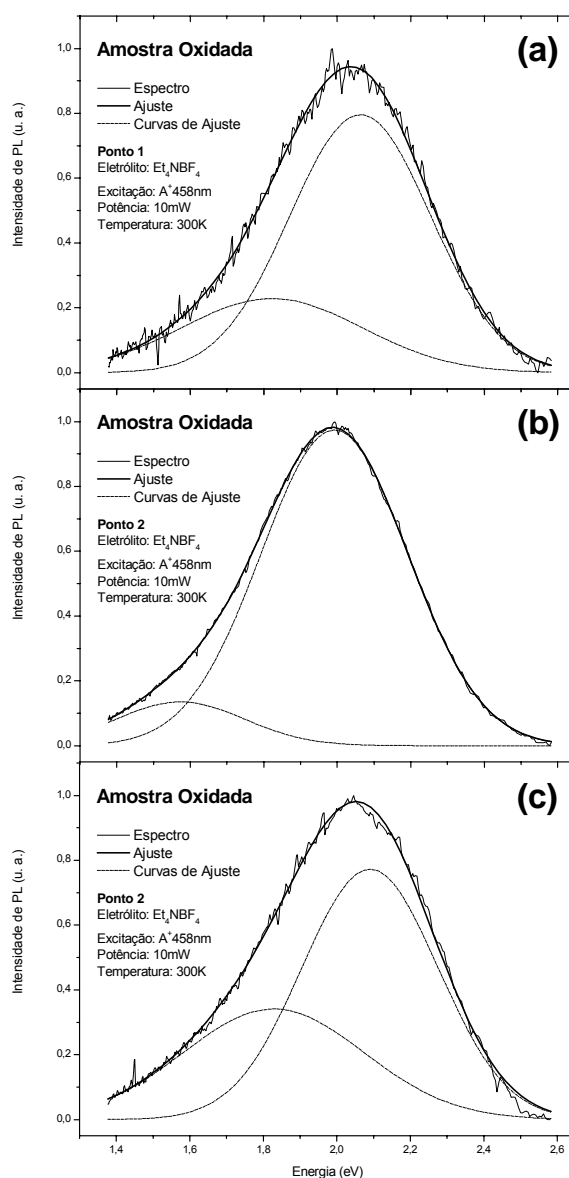 Amostra Oxidada
(a)
Espectro
Ajuste
Curvas de Ajuste
Ponto 1
Eletrólito: Et₄NBF₄
Excitação: A⁺458nm
Potência: 10mW
Temperatura: 300K
Intensidade de PL (u. a.)
1,0
0,8
0,6
0,4
0,2
0,0
Amostra Oxidada
(b)
Espectro
Ajuste
Curvas de Ajuste
Ponto 2
Eletrólito: Et₄NBF₄
Excitação: A⁺458nm
Potência: 10mW
Temperatura: 300K
Intensidade de PL (u. a.)
1,0
0,8
0,6
0,4
0,2
0,0
Amostra Oxidada
(c)
Espectro
Ajuste
Curvas de Ajuste
Ponto 2
Eletrólito: Et₄NBF₄
Excitação: A⁺458nm
Potência: 10mW
Temperatura: 300K
Intensidade de PL (u. a.)
1,0
0,8
0,6
0,4
0,2
0,0
1,4 1,6 1,8 2,0 2,2 2,4 2,6
Energia (eV)